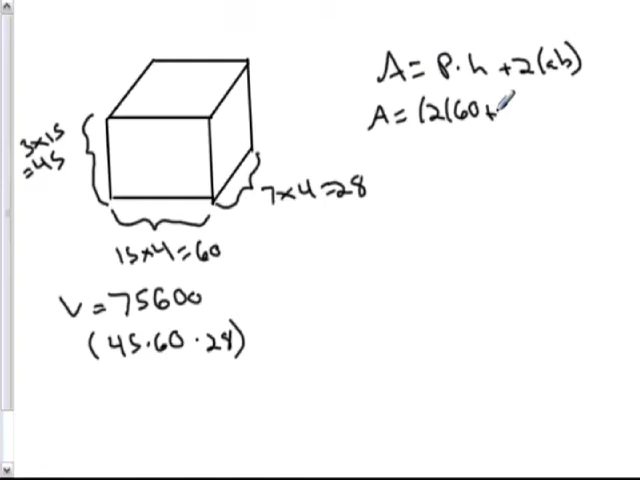 A = P·h + 2(ab)
A = (2(60+
3x15
=45
7x4=28
15x4=60
V=75600
(45·60·28)